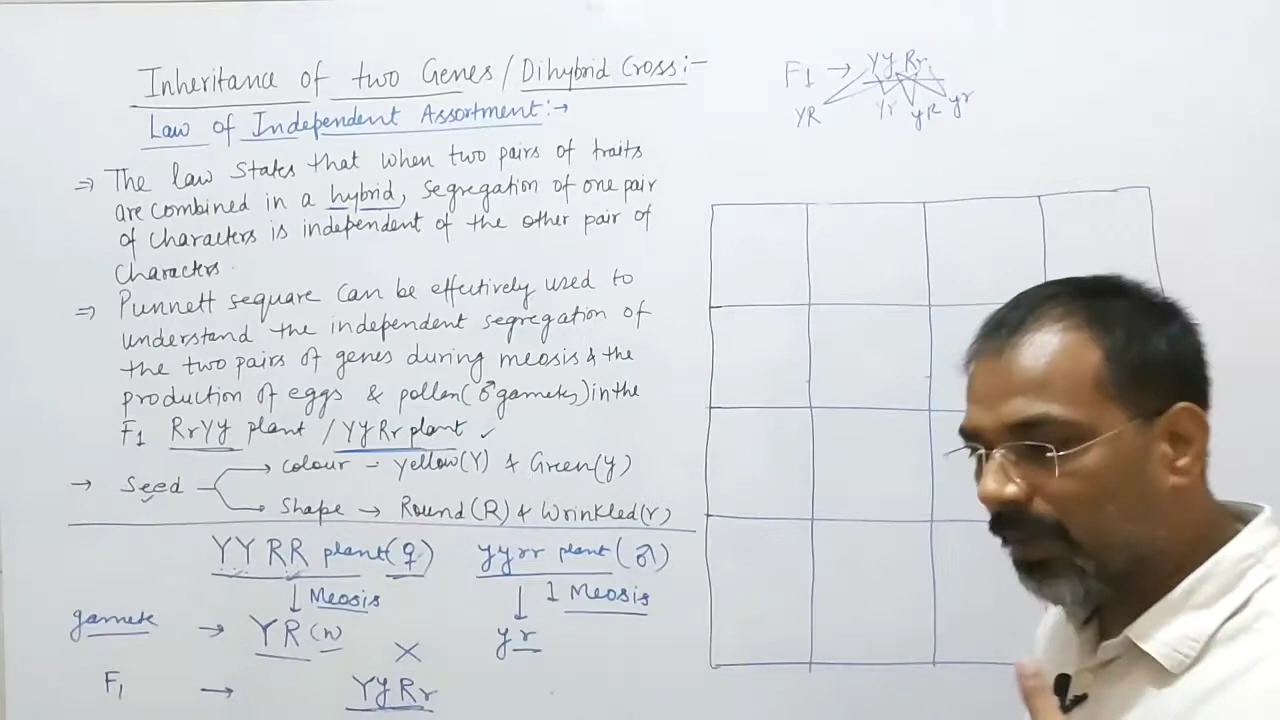 Inheritance of two Genes / Dihybrid Cross :-
Law of Independent Assortment :→
⇒ The law States that when two pairs of traits
are combined in a hybrid, Segregation of one pair
of characters is independent of the other pair of
Characters.
⇒ Punnett sequare can be effectively used to
understand the independent segregation of
the two pairs of genes during meosis & the
production of eggs & pollen (♂gametes) in the
F1 RrYy plant / YyRr plant ✓
→ Seed → Colour - Yellow (Y) & Green (y)
→ Shape → Round (R) & Wrinkled (r)
YYRR plant (♀) yyrr plant (♂)
↓ Meosis ↓ 1 Meosis
gamete → YR (n) × yr
F1 → YyRr
F1 → YyRr
YR Yr yR yr